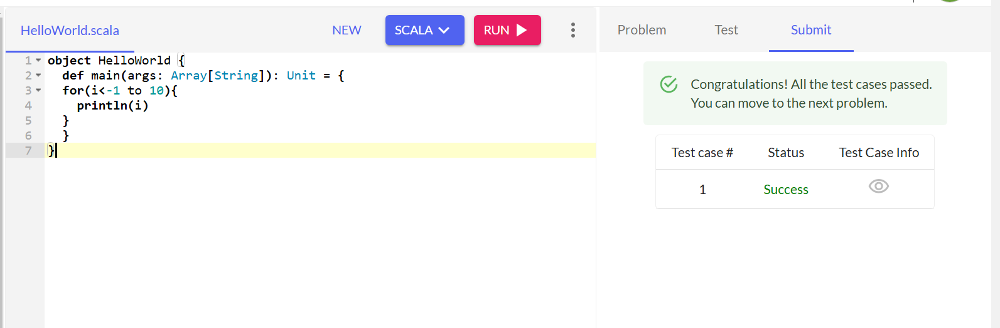 HelloWorld.scala NEW SCALA RUN
1 object HelloWorld {
2   def main(args: Array[String]): Unit = {
3   for(i<-1 to 10){
4     println(i)
5   }
6   }
7 }
Problem Test Submit
Congratulations! All the test cases passed.
You can move to the next problem.
Test case # Status Test Case Info
1 Success